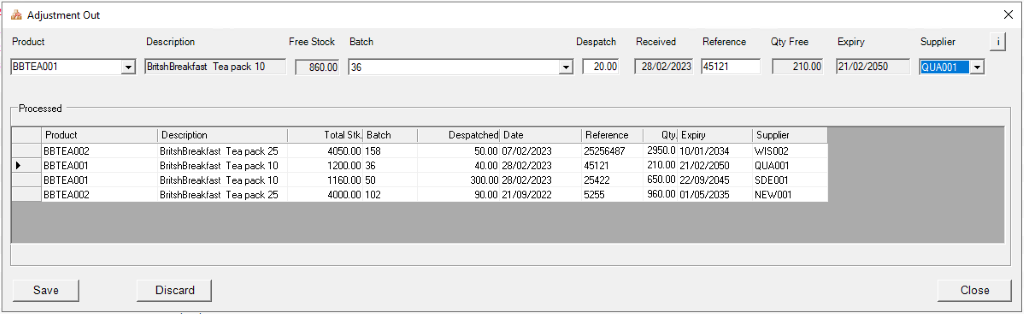 Adjustment Out
Product Description Free Stock Batch Despatch Received Reference Qty Free Expiry Supplier i
BBTEA001 BritshBreakfast Tea pack 10 860.00 36 20.00 28/02/2023 45121 210.00 21/02/2050 QUA001
Processed
Product Description Total Stk. Batch Despatched Date Reference Qty. Expiry Supplier
BBTEA002 BritshBreakfast Tea pack 25 4050.00 158 50.00 07/02/2023 25256487 2950.0 10/01/2034 WIS002
BBTEA001 BritshBreakfast Tea pack 10 1200.00 36 40.00 28/02/2023 45121 210.00 21/02/2050 QUA001
BBTEA001 BritshBreakfast Tea pack 10 1160.00 50 300.00 28/02/2023 25422 650.00 22/09/2045 SDE001
BBTEA002 BritshBreakfast Tea pack 25 4000.00 102 90.00 21/09/2022 5255 960.00 01/05/2035 NEW001
Save Discard Close